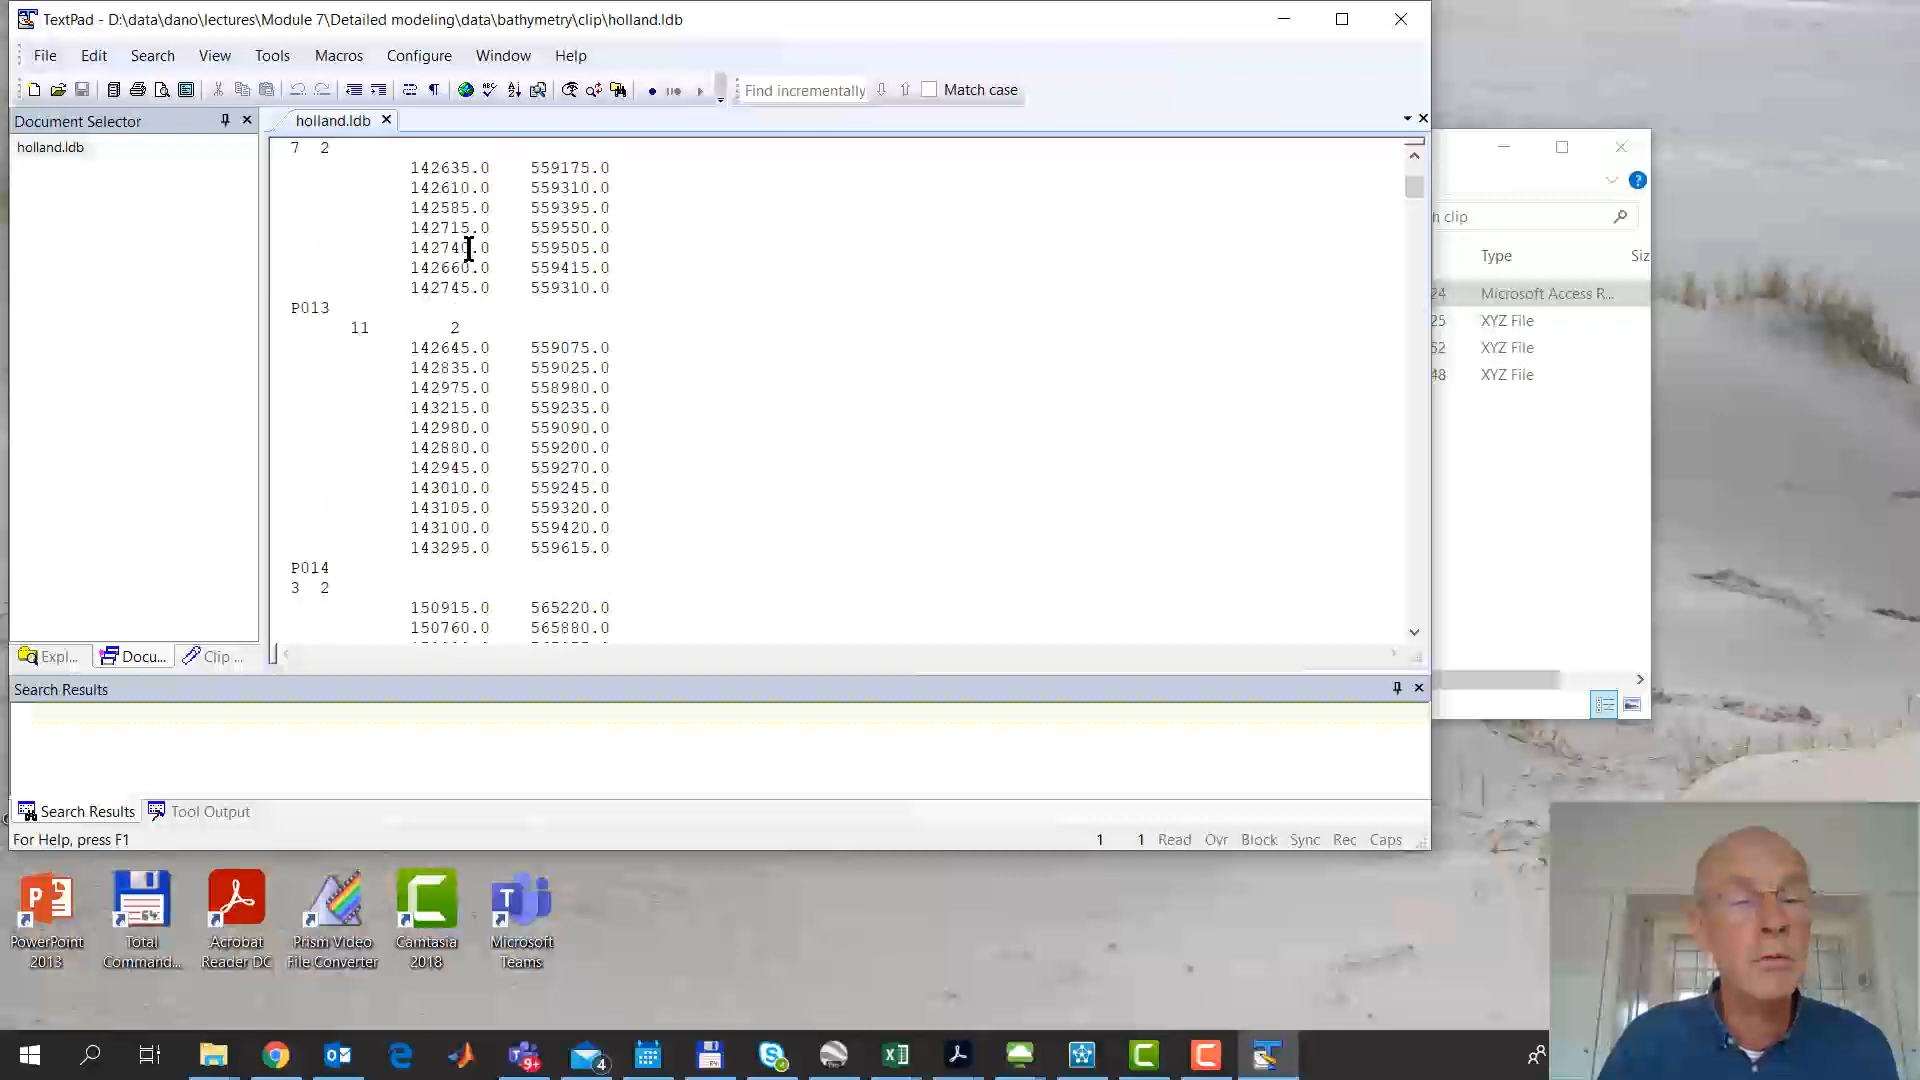 TextPad - D:\data\dano\lectures\Module 7\Detailed modeling\data\bathymetry\clip\holland.ldb
File Edit Search View Tools Macros Configure Window Help
Find incrementally Match case
Document Selector
holland.ldb
holland.ldb
7 2
142635.0 559175.0
142610.0 559310.0
142585.0 559395.0
142715.0 559550.0
142740.0 559505.0
142660.0 559415.0
142745.0 559310.0
P013
11 2
142645.0 559075.0
142835.0 559025.0
142975.0 558980.0
143215.0 559235.0
142980.0 559090.0
142880.0 559200.0
142945.0 559270.0
143010.0 559245.0
143105.0 559320.0
143100.0 559420.0
143295.0 559615.0
P014
3 2
150915.0 565220.0
150760.0 565880.0
Expl... Docu... Clip ...
Search Results
Search Results Tool Output
For Help, press F1
1 1 Read Ovr Block Sync Rec Caps
h clip
Type Siz
24 Microsoft Access R...
25 XYZ File
52 XYZ File
48 XYZ File
PowerPoint 2013
Total Command...
Acrobat Reader DC
Prism Video File Converter
Camtasia 2018
Microsoft Teams
9+
4